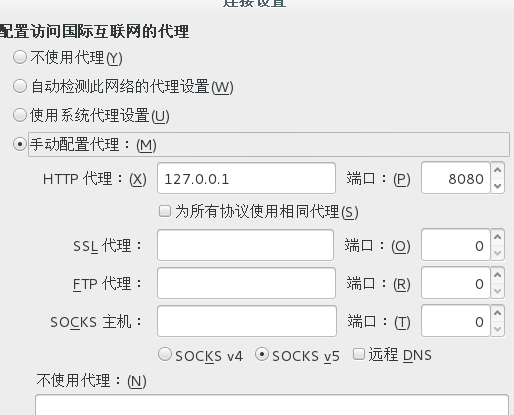 连接设置
配置访问国际互联网的代理
不使用代理(Y)
自动检测此网络的代理设置(W)
使用系统代理设置(U)
手动配置代理：(M)
HTTP 代理：(X) 127.0.0.1 端口：(P) 8080
为所有协议使用相同代理(S)
SSL 代理： 端口：(O) 0
FTP 代理： 端口：(R) 0
SOCKS 主机： 端口：(T) 0
SOCKS v4 SOCKS v5 远程 DNS
不使用代理：(N)